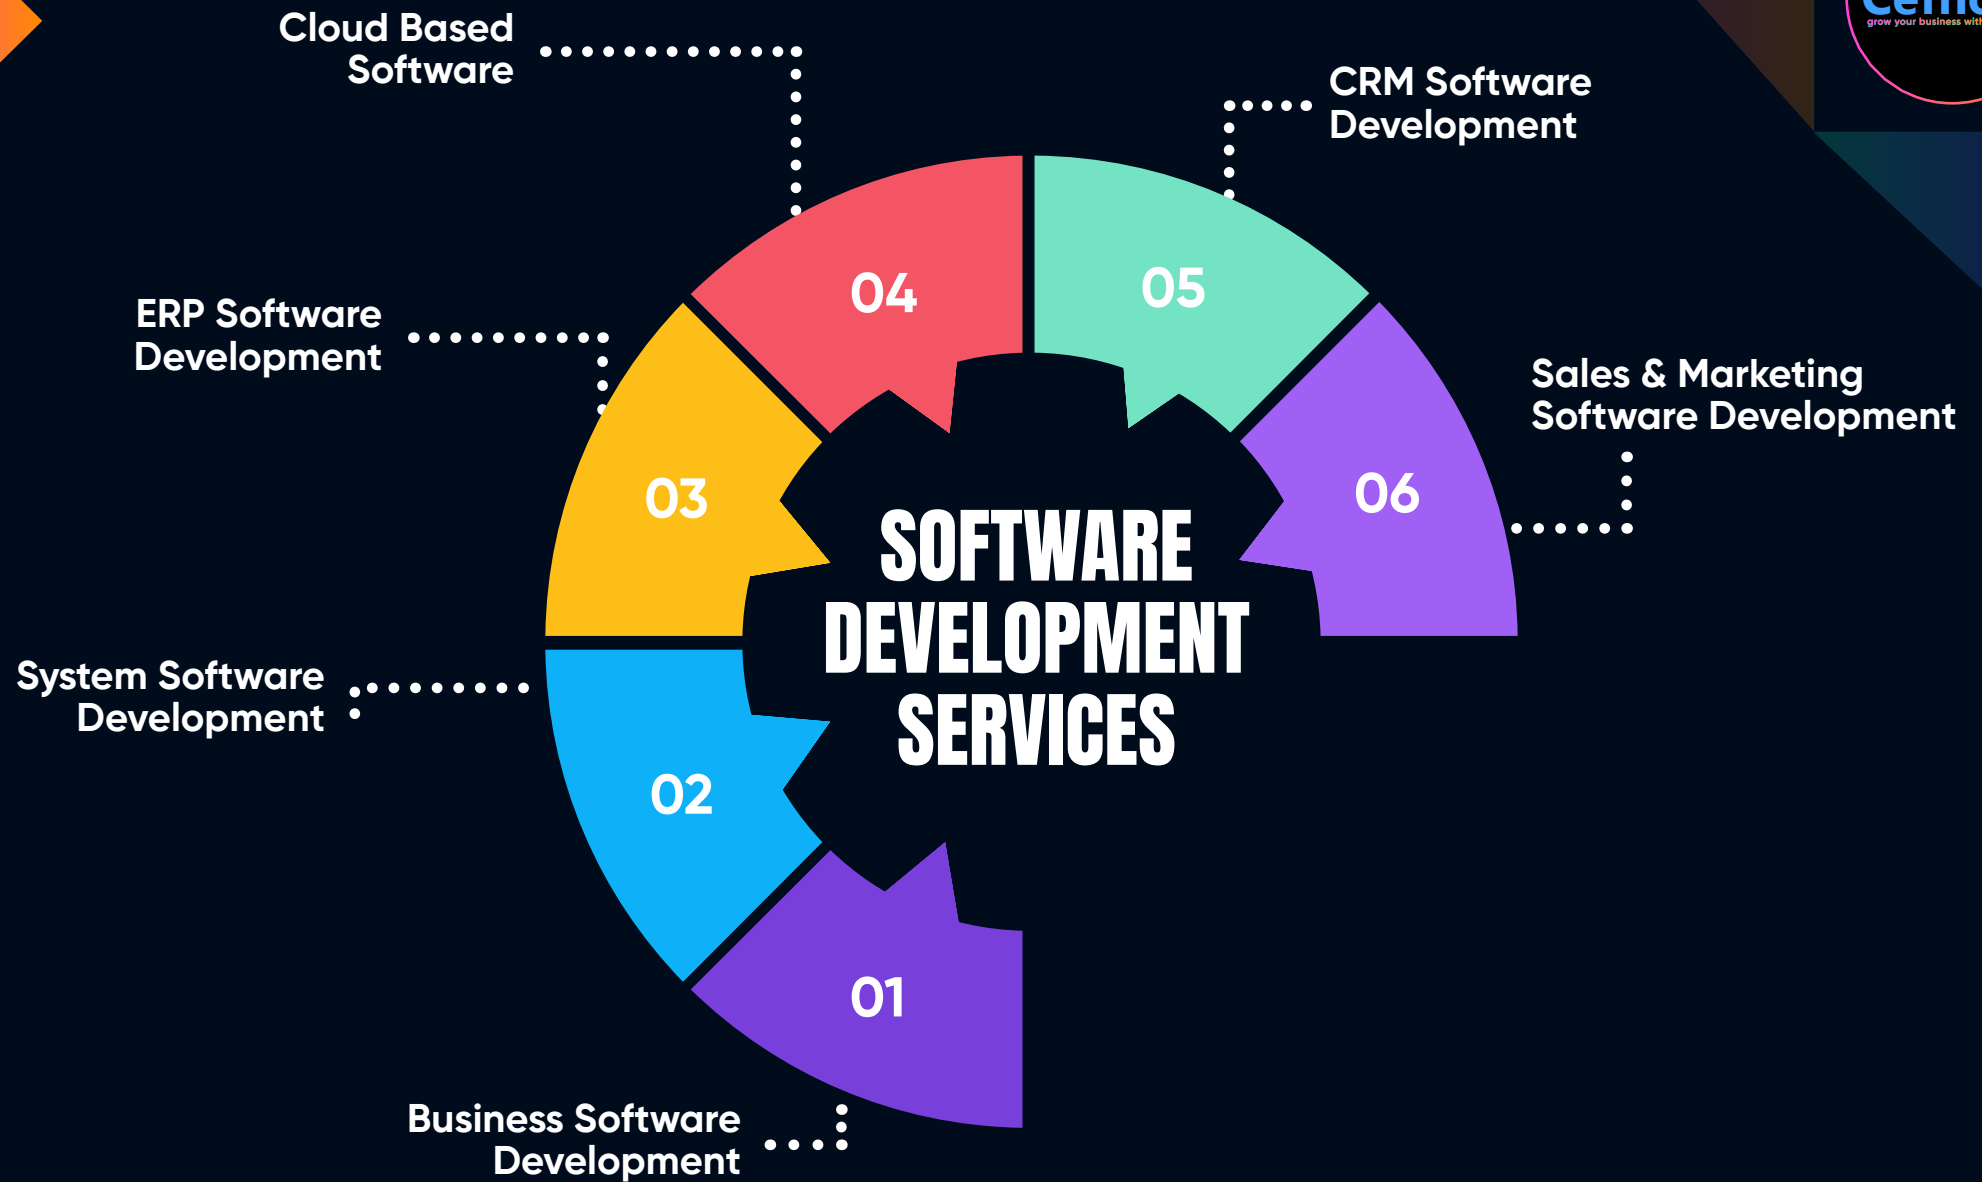 Cloud Based
Software
grow your business with
CRM Software
Development
04
05
ERP Software
Development
Sales & Marketing
Software Development
03
06
SOFTWARE
DEVELOPMENT
SERVICES
System Software
Development
02
01
Business Software
Development